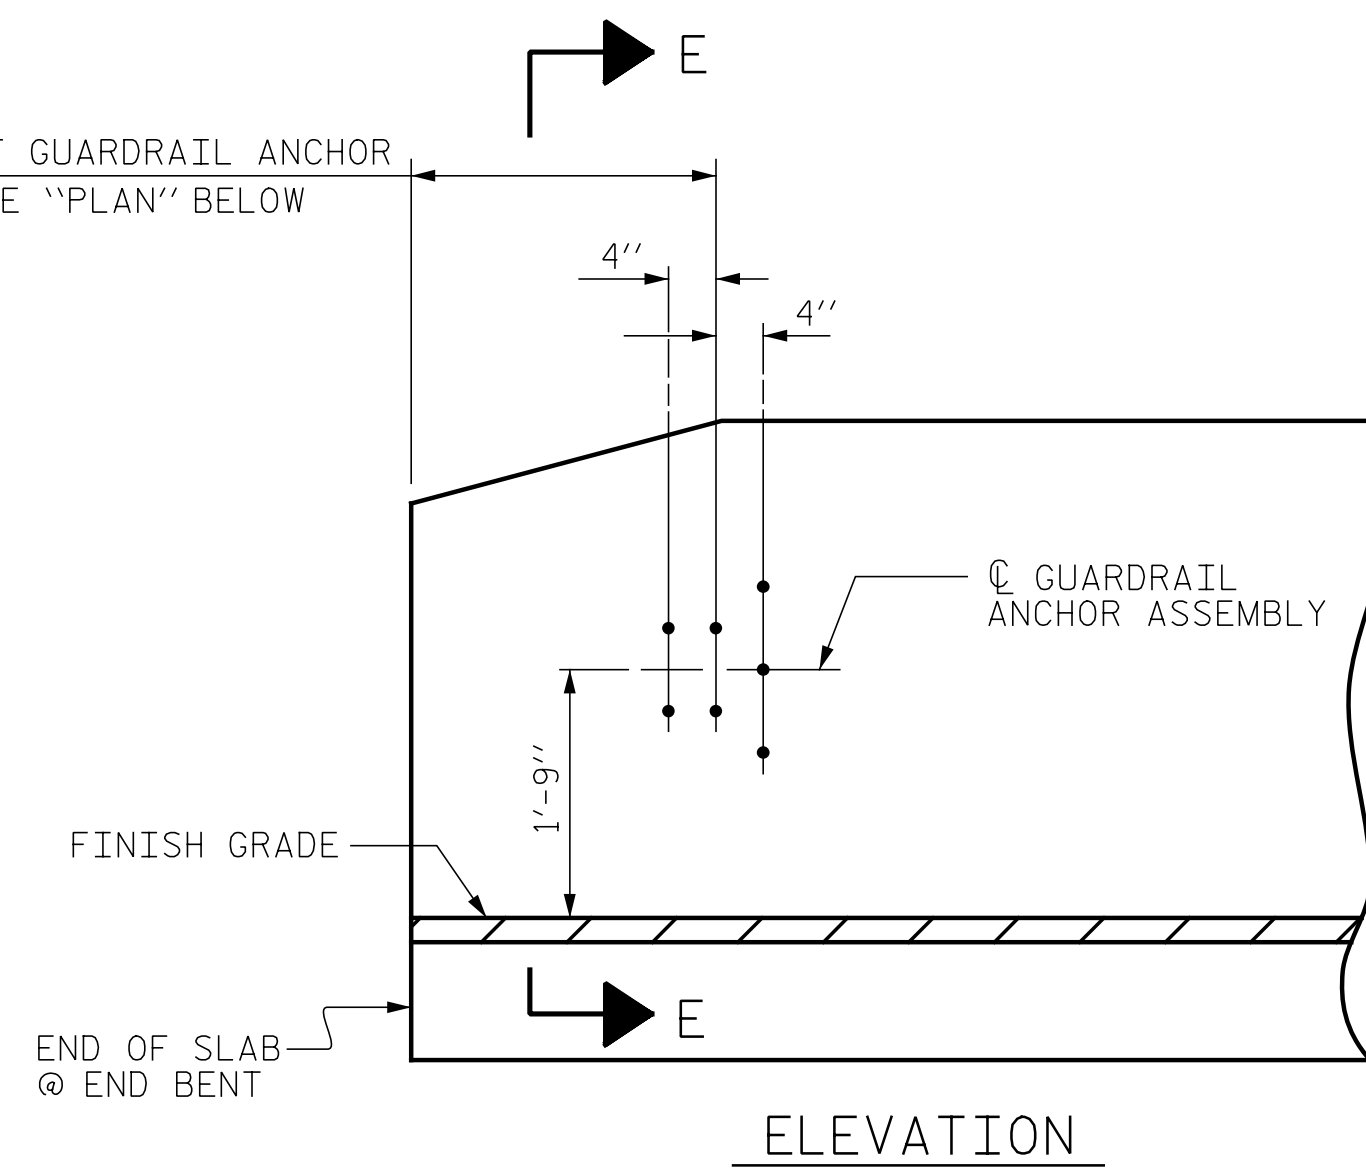 E
GUARDRAIL ANCHOR
"PLAN" BELOW
4"
4"
℄ GUARDRAIL
ANCHOR ASSEMBLY
1'-9"
FINISH GRADE
E
END OF SLAB
@ END BENT
ELEVATION